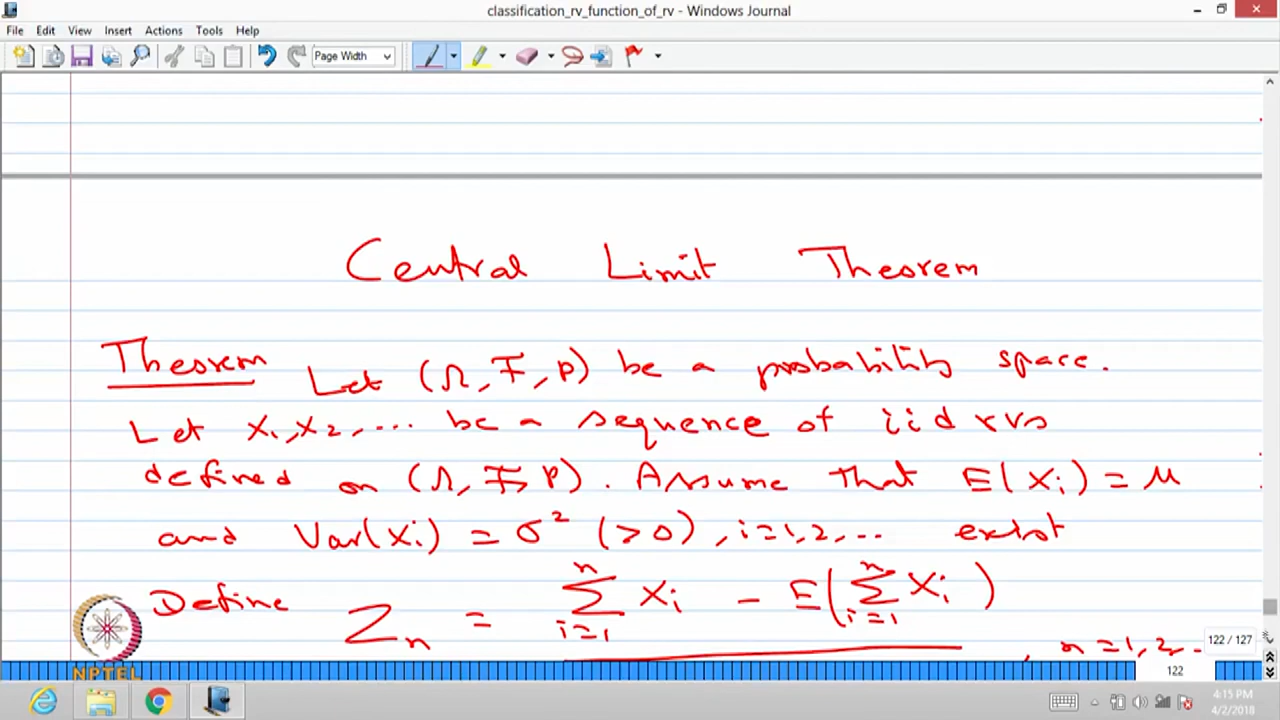 classification_rv_function_of_rv - Windows Journal
File Edit View Insert Actions Tools Help
Page Width
Central Limit Theorem
Theorem Let (Ω, F, P) be a probability space.
Let X₁, X₂, ... be a sequence of iid rvs
defined on (Ω, F, P). Assume that E(Xi) = μ
and Var(Xi) = σ² (>0), i=1,2,... exist
Define Zn = Σ_{i=1}^{n} Xi - E(Σ_{i=1}^{n} Xi)
, n=1,2,..
NPTEL
122 / 127
122
4:15 PM
4/2/2018